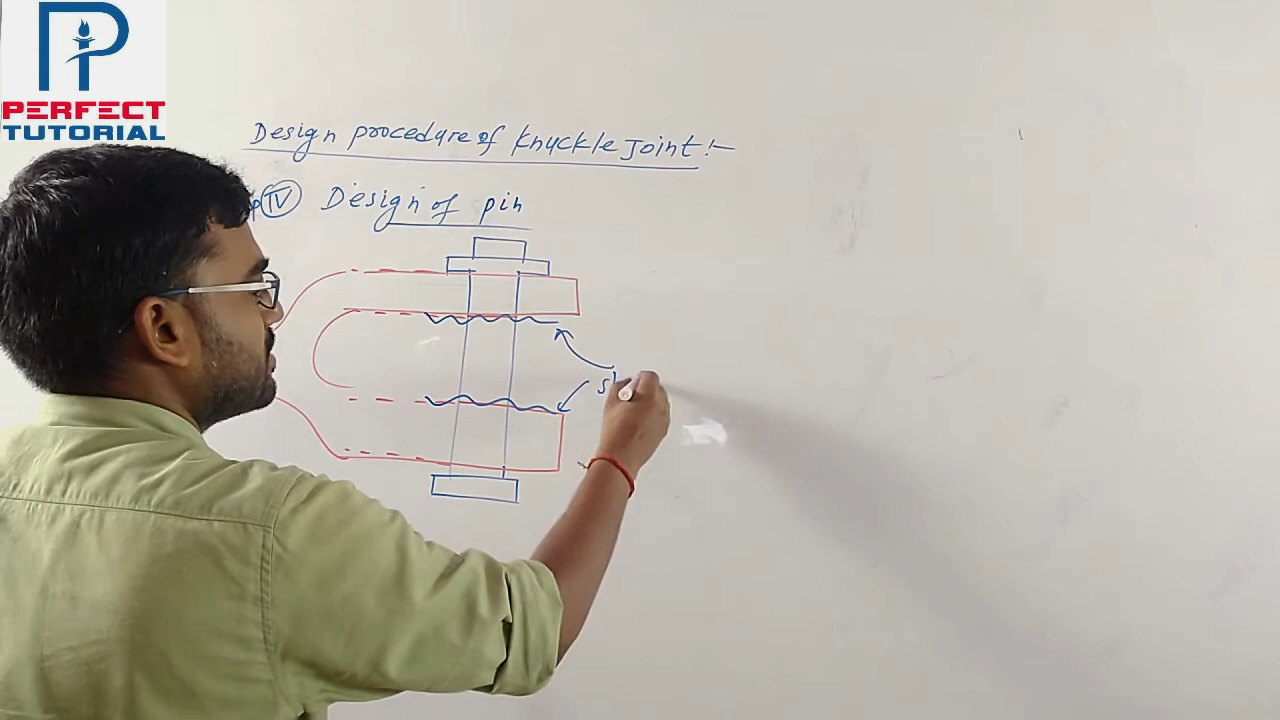 PERFECT
TUTORIAL
Design procedure of Knuckle Joint :-
IV Design of pin